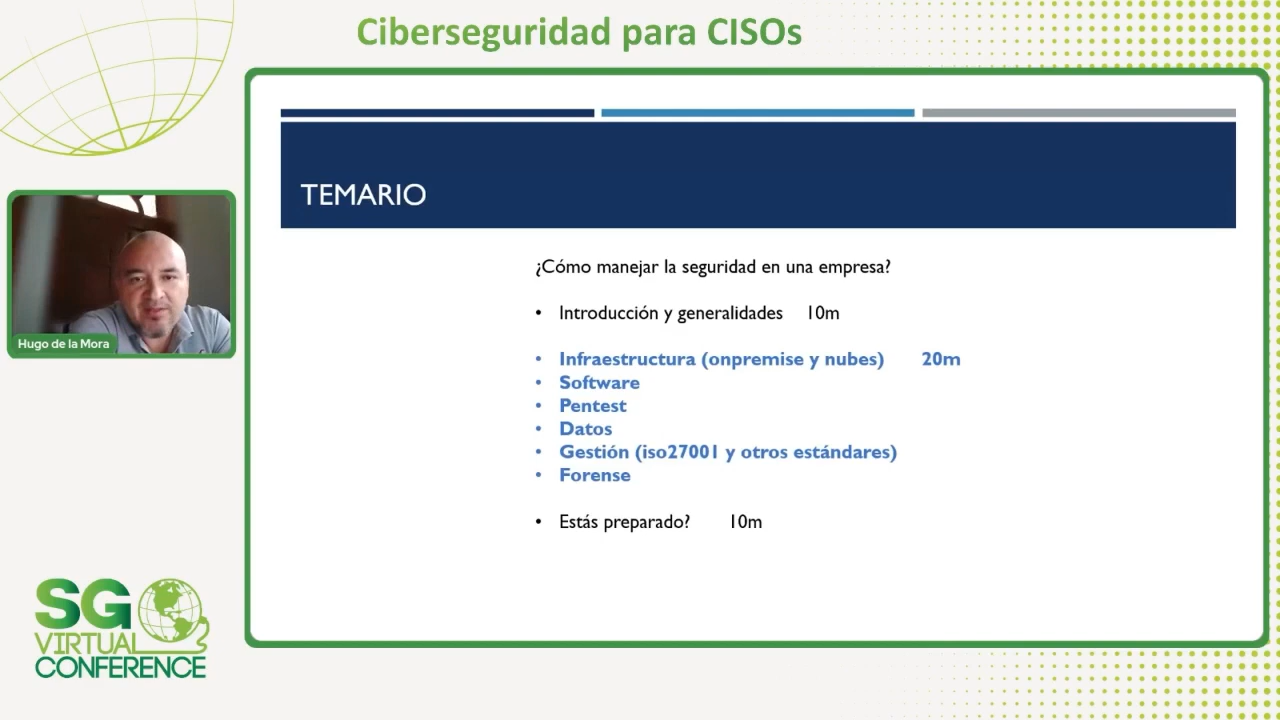 Ciberseguridad para CISOs
TEMARIO
¿Cómo manejar la seguridad en una empresa?
• Introducción y generalidades 10m
• Infraestructura (onpremise y nubes) 20m
• Software
• Pentest
• Datos
• Gestión (iso27001 y otros estándares)
• Forense
• Estás preparado? 10m
Hugo de la Mora
SG
VIRTUAL
CONFERENCE